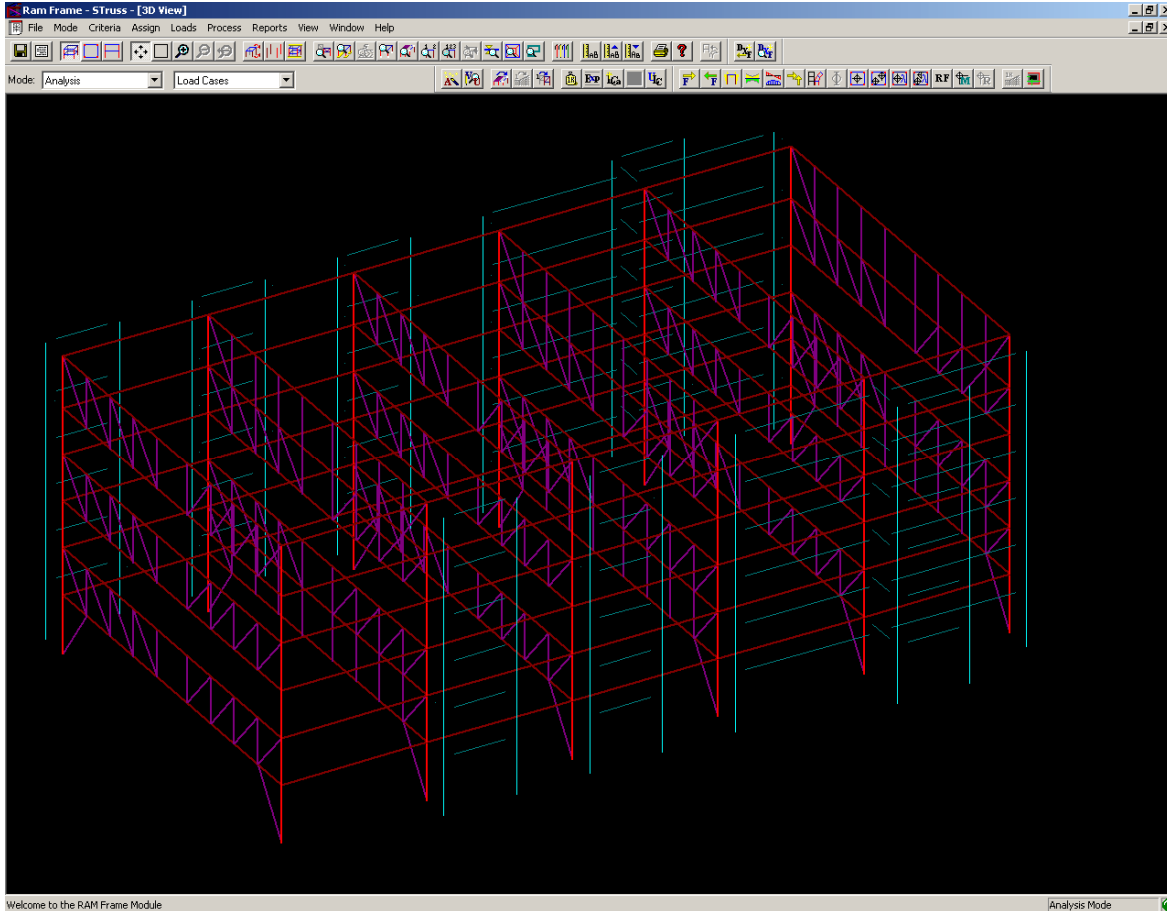 Ram Frame - STruss - [3D View]
File Mode Criteria Assign Loads Process Reports View Window Help
Mode: Analysis Load Cases
RF
Welcome to the RAM Frame Module Analysis Mode